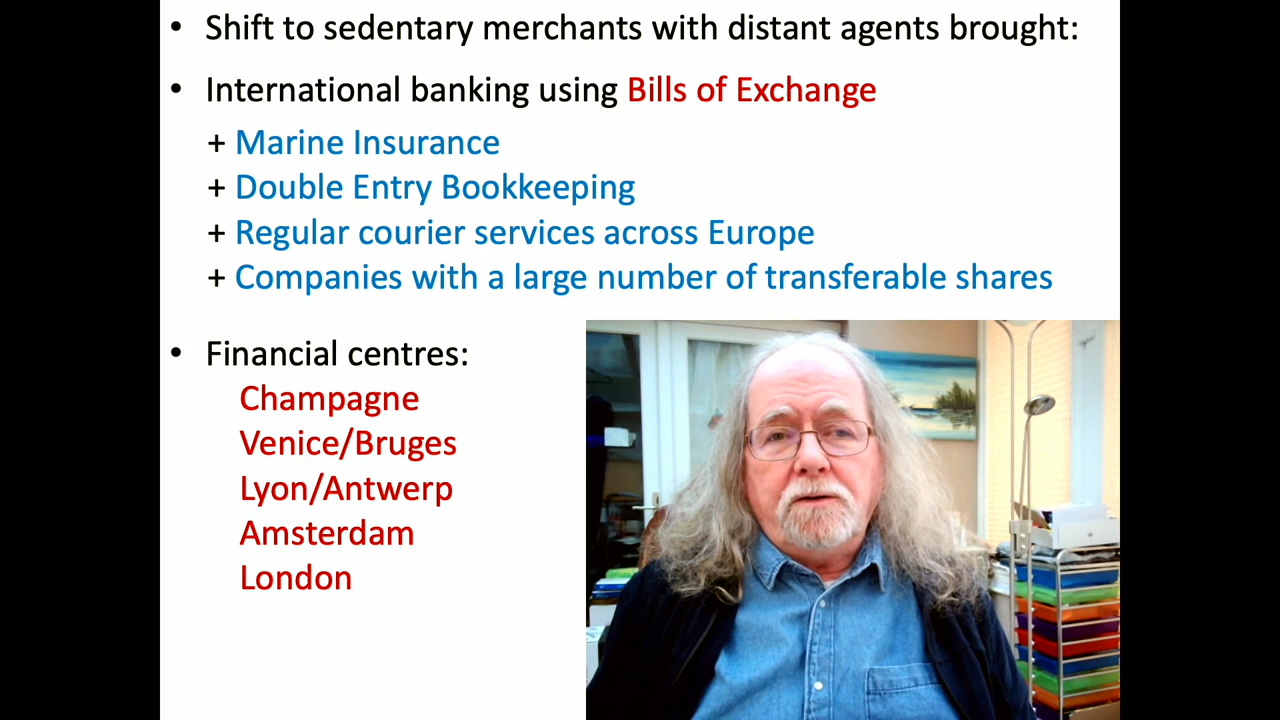 • Shift to sedentary merchants with distant agents brought:
• International banking using Bills of Exchange
+ Marine Insurance
+ Double Entry Bookkeeping
+ Regular courier services across Europe
+ Companies with a large number of transferable shares
• Financial centres:
Champagne
Venice/Bruges
Lyon/Antwerp
Amsterdam
London